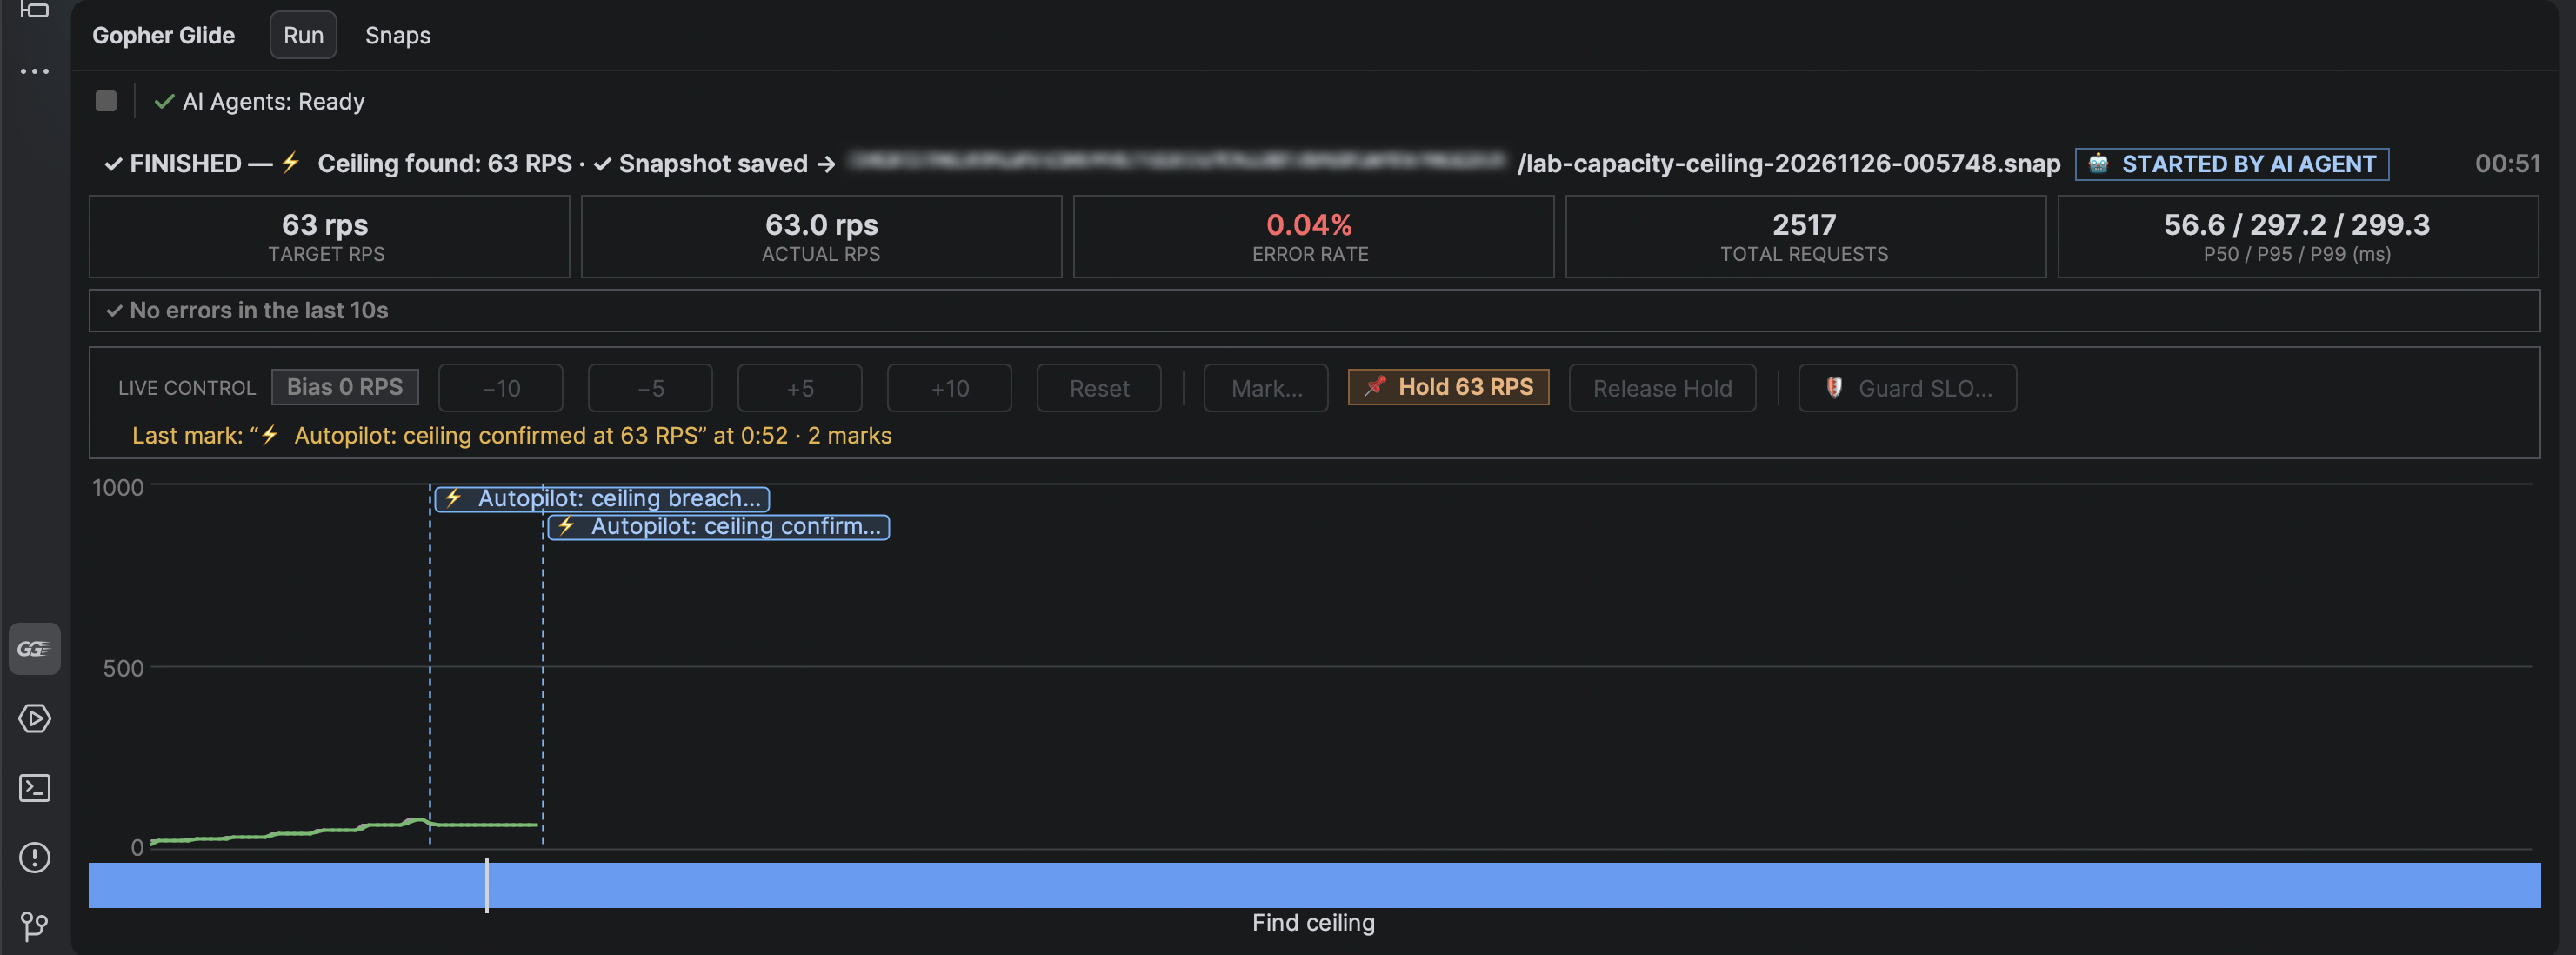 Gopher Glide Run Snaps
AI Agents: Ready
✓ FINISHED — ⚡ Ceiling found: 63 RPS · ✓ Snapshot saved → /lab-capacity-ceiling-20261126-005748.snap 🤖 STARTED BY AI AGENT 00:51
63 rps
TARGET RPS
63.0 rps
ACTUAL RPS
0.04%
ERROR RATE
2517
TOTAL REQUESTS
56.6 / 297.2 / 299.3
P50 / P95 / P99 (ms)
✓ No errors in the last 10s
LIVE CONTROL Bias 0 RPS −10 −5 +5 +10 Reset Mark... 📌 Hold 63 RPS Release Hold Guard SLO...
Last mark: “⚡ Autopilot: ceiling confirmed at 63 RPS” at 0:52 · 2 marks
1000
⚡ Autopilot: ceiling breach...
⚡ Autopilot: ceiling confirm...
500
GG
0
Find ceiling